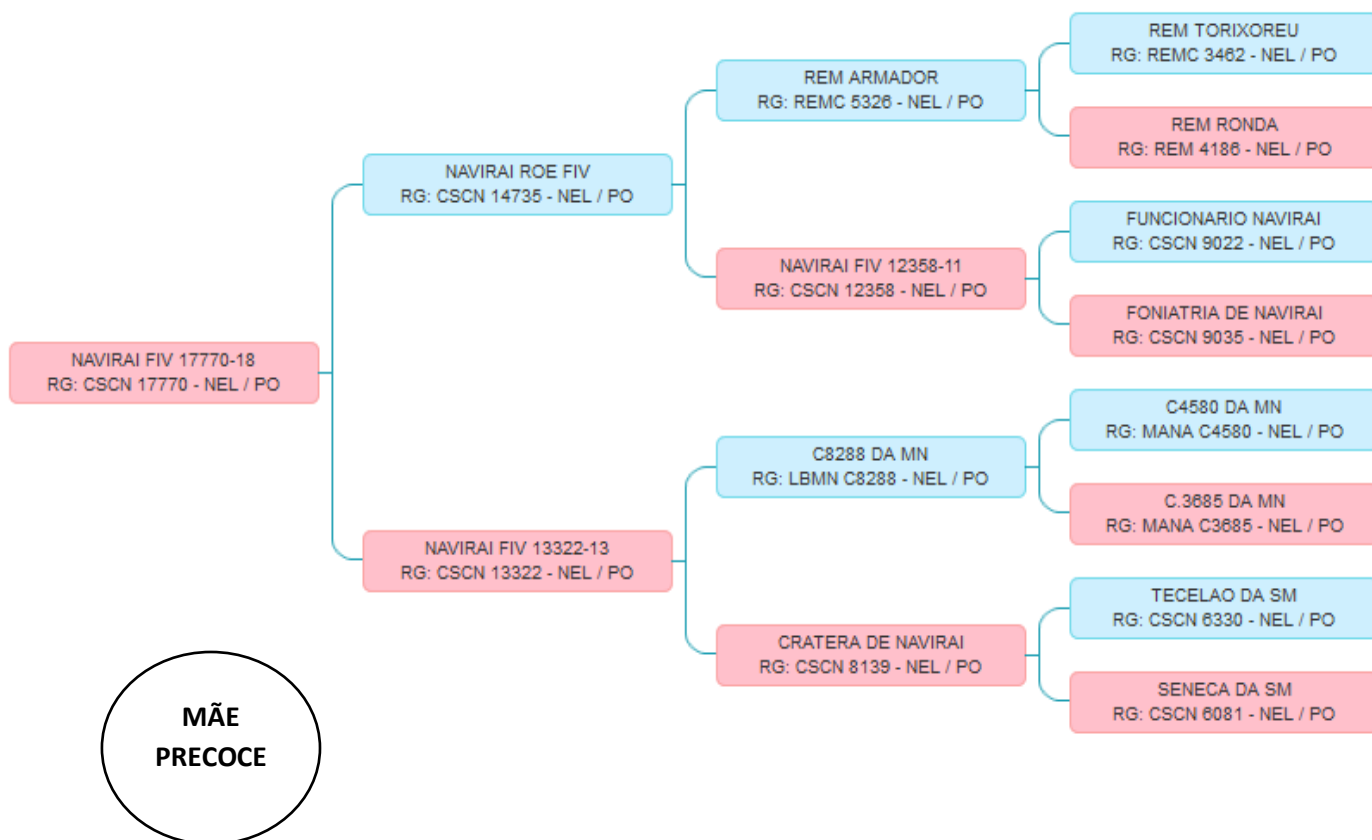 NAVIRAI FIV 17770-18
RG: CSCN 17770 - NEL / PO
NAVIRAI ROE FIV
RG: CSCN 14735 - NEL / PO
NAVIRAI FIV 13322-13
RG: CSCN 13322 - NEL / PO
REM ARMADOR
RG: REMC 5326 - NEL / PO
NAVIRAI FIV 12358-11
RG: CSCN 12358 - NEL / PO
C8288 DA MN
RG: LBMN C8288 - NEL / PO
CRATERA DE NAVIRAI
RG: CSCN 8139 - NEL / PO
REM TORIXOREU
RG: REMC 3462 - NEL / PO
REM RONDA
RG: REM 4186 - NEL / PO
FUNCIONARIO NAVIRAI
RG: CSCN 9022 - NEL / PO
FONIATRIA DE NAVIRAI
RG: CSCN 9035 - NEL / PO
C4580 DA MN
RG: MANA C4580 - NEL / PO
C.3685 DA MN
RG: MANA C3685 - NEL / PO
TECELAO DA SM
RG: CSCN 6330 - NEL / PO
SENECA DA SM
RG: CSCN 6081 - NEL / PO
MÃE
PRECOCE